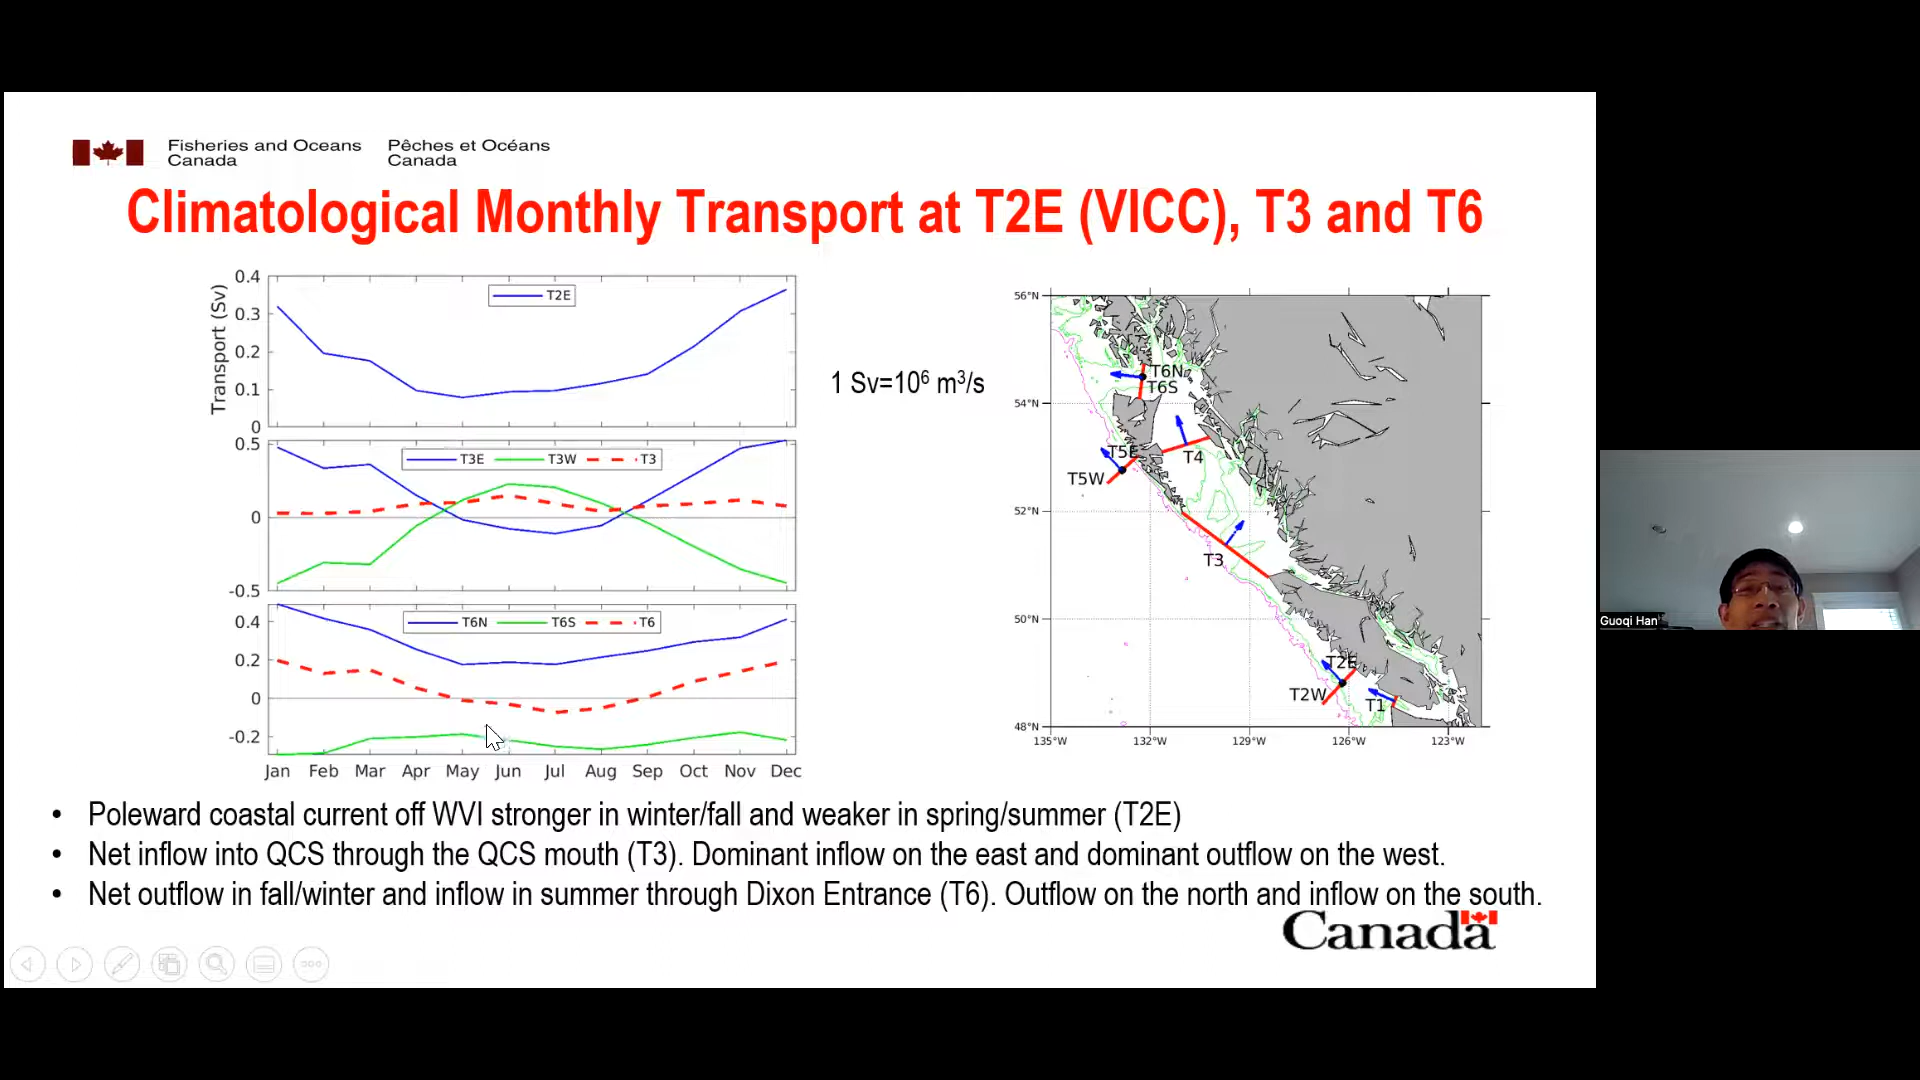 Fisheries and Oceans Pêches et Océans
Canada Canada
Climatological Monthly Transport at T2E (VICC), T3 and T6
Transport (Sv)
0.4
0.3
0.2
0.1
0
T2E
0.5
0
-0.5
T3E T3W T3
0.4
0.2
0
-0.2
T6N T6S T6
Jan Feb Mar Apr May Jun Jul Aug Sep Oct Nov Dec
1 Sv=10⁶ m³/s
56°N
54°N
52°N
50°N
48°N
135°W 132°W 129°W 126°W 123°W
T6N
T6S
T5E
T4
T5W
T3
T2E
T2W
T1
• Poleward coastal current off WVI stronger in winter/fall and weaker in spring/summer (T2E)
• Net inflow into QCS through the QCS mouth (T3). Dominant inflow on the east and dominant outflow on the west.
• Net outflow in fall/winter and inflow in summer through Dixon Entrance (T6). Outflow on the north and inflow on the south.
Canada
Guoqi Han